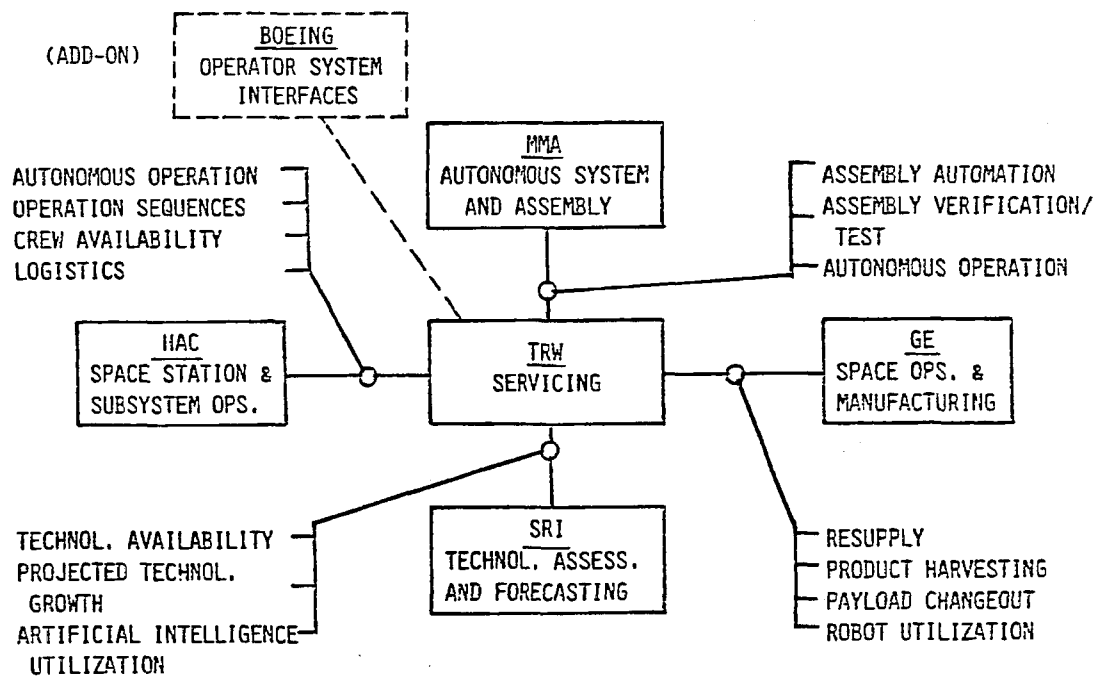 (ADD-ON)
BOEING
OPERATOR SYSTEM
INTERFACES
MMA
AUTONOMOUS SYSTEM
AND ASSEMBLY
AUTONOMOUS OPERATION
OPERATION SEQUENCES
CREW AVAILABILITY
LOGISTICS
ASSEMBLY AUTOMATION
ASSEMBLY VERIFICATION/
TEST
AUTONOMOUS OPERATION
HAC
SPACE STATION &
SUBSYSTEM OPS.
TRW
SERVICING
GE
SPACE OPS. &
MANUFACTURING
TECHNOL. AVAILABILITY
PROJECTED TECHNOL.
GROWTH
ARTIFICIAL INTELLIGENCE
UTILIZATION
SRI
TECHNOL. ASSESS.
AND FORECASTING
RESUPPLY
PRODUCT HARVESTING
PAYLOAD CHANGEOUT
ROBOT UTILIZATION